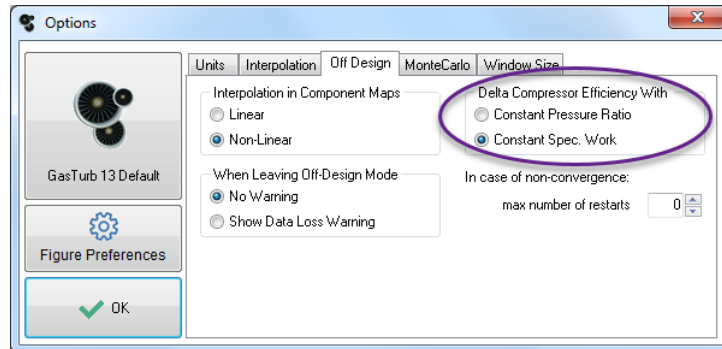 Options
x
Units Interpolation Off Design MonteCarlo Window Size
Interpolation in Component Maps
Linear
Non-Linear
When Leaving Off-Design Mode
No Warning
Show Data Loss Warning
Delta Compressor Efficiency With
Constant Pressure Ratio
Constant Spec. Work
In case of non-convergence:
max number of restarts 0
GasTurb 13 Default
Figure Preferences
OK